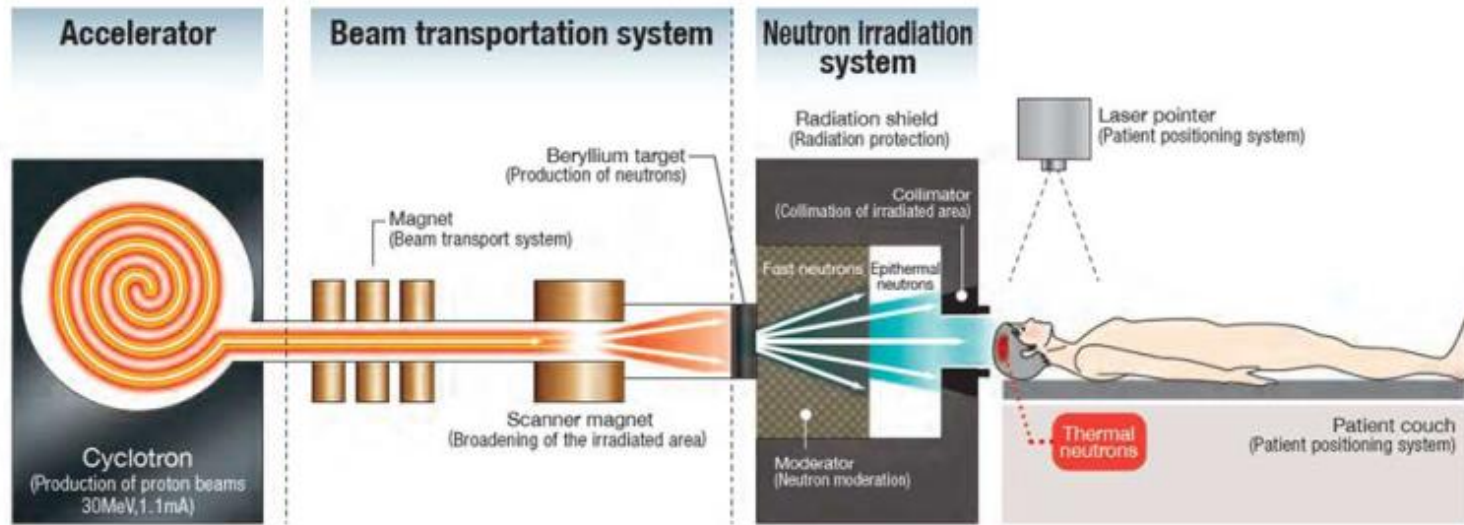 Accelerator
Beam transportation system
Neutron irradiation
system
Radiation shield
(Radiation protection)
Laser pointer
(Patient positioning system)
Beryllium target
(Production of neutrons)
Collimator
(Collimation of irradiated area)
Magnet
(Beam transport system)
Fast neutrons
Epithermal
neutrons
Scanner magnet
(Broadening of the irradiated area)
Cyclotron
(Production of proton beams
30MeV,1.1mA)
Moderator
(Neutron moderation)
Thermal
neutrons
Patient couch
(Patient positioning system)